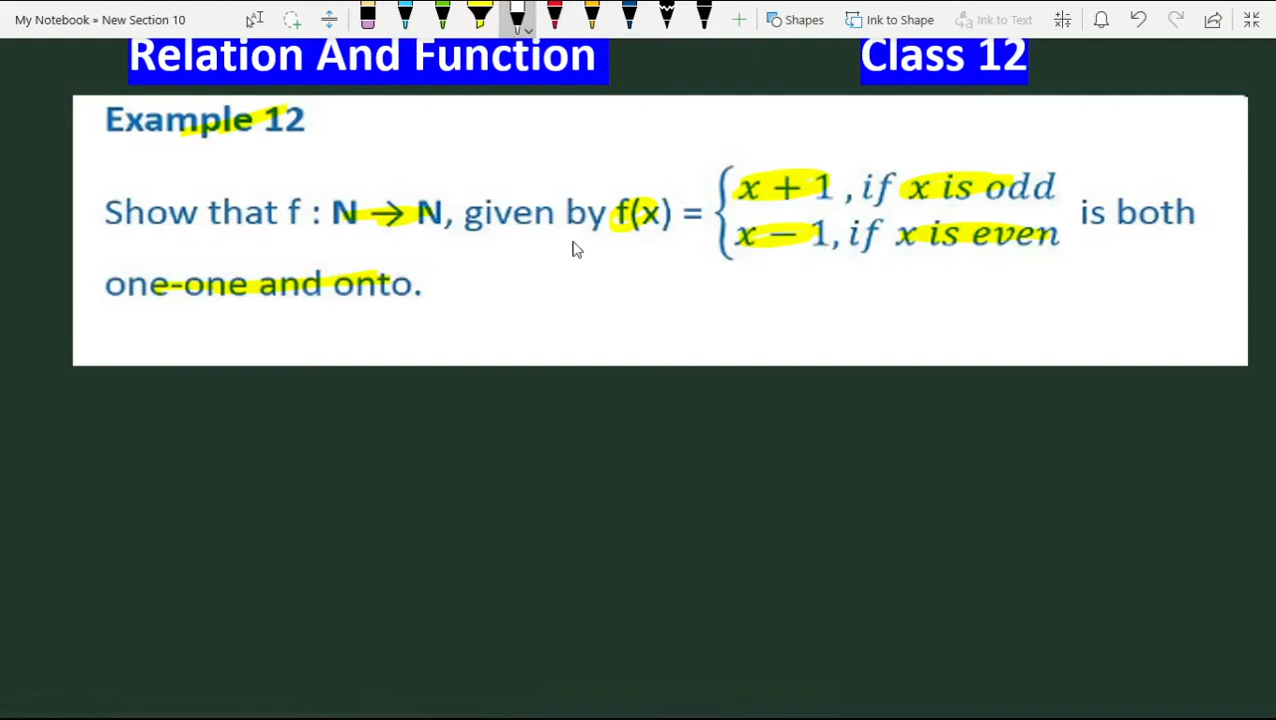 My Notebook » New Section 10
Shapes
Ink to Shape
Ink to Text
Relation And Function
Class 12
Example 12
Show that f : N → N, given by f(x) = { x + 1 , if x is odd
x − 1, if x is even
is both
one-one and onto.